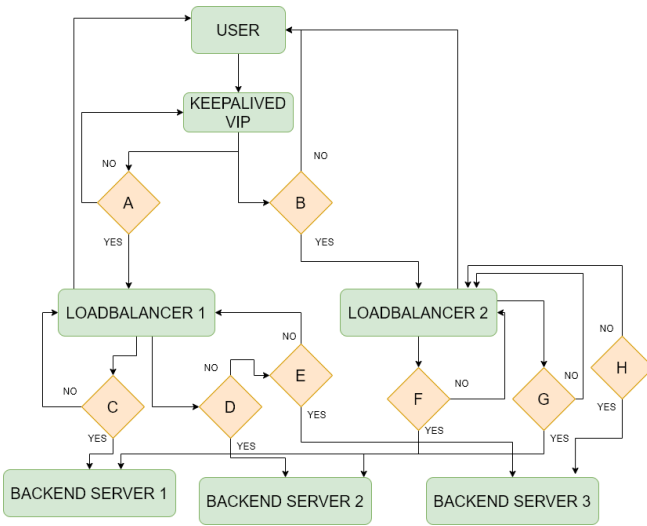 USER
KEEPALIVED
VIP
NO
NO
A
B
YES
YES
LOADBALANCER 1
LOADBALANCER 2
NO
NO
H
E
NO
NO
NO
NO
C
D
F
G
YES
YES
YES
YES
YES
YES
BACKEND SERVER 1
BACKEND SERVER 2
BACKEND SERVER 3